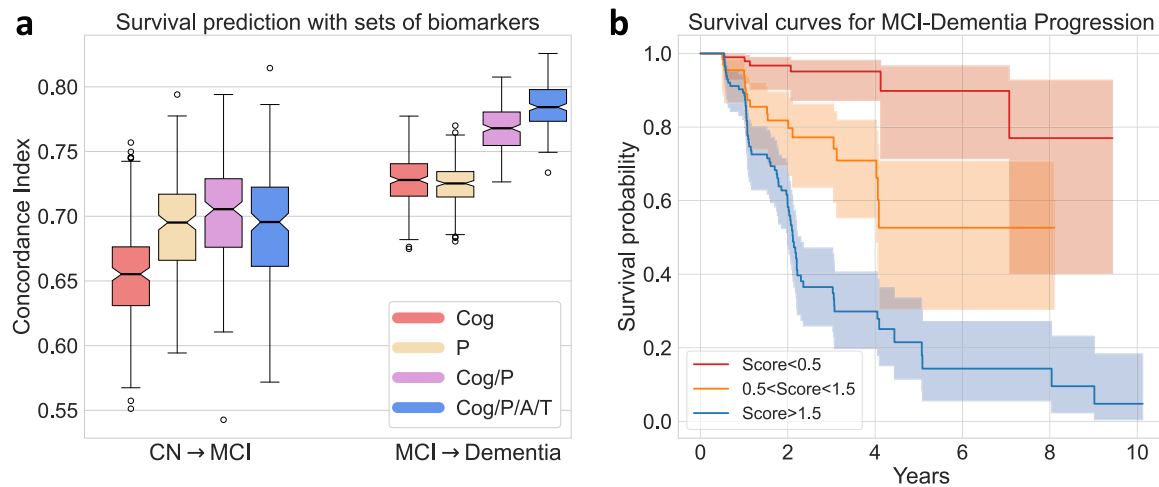 a
Survival prediction with sets of biomarkers
Concordance Index
0.80
0.75
0.70
0.65
0.60
0.55
Cog
P
Cog/P
Cog/P/A/T
CN → MCI
MCI → Dementia
b
Survival curves for MCI-Dementia Progression
Survival probability
1.0
0.8
0.6
0.4
0.2
0.0
Score<0.5
0.5<Score<1.5
Score>1.5
0
2
4
6
8
10
Years